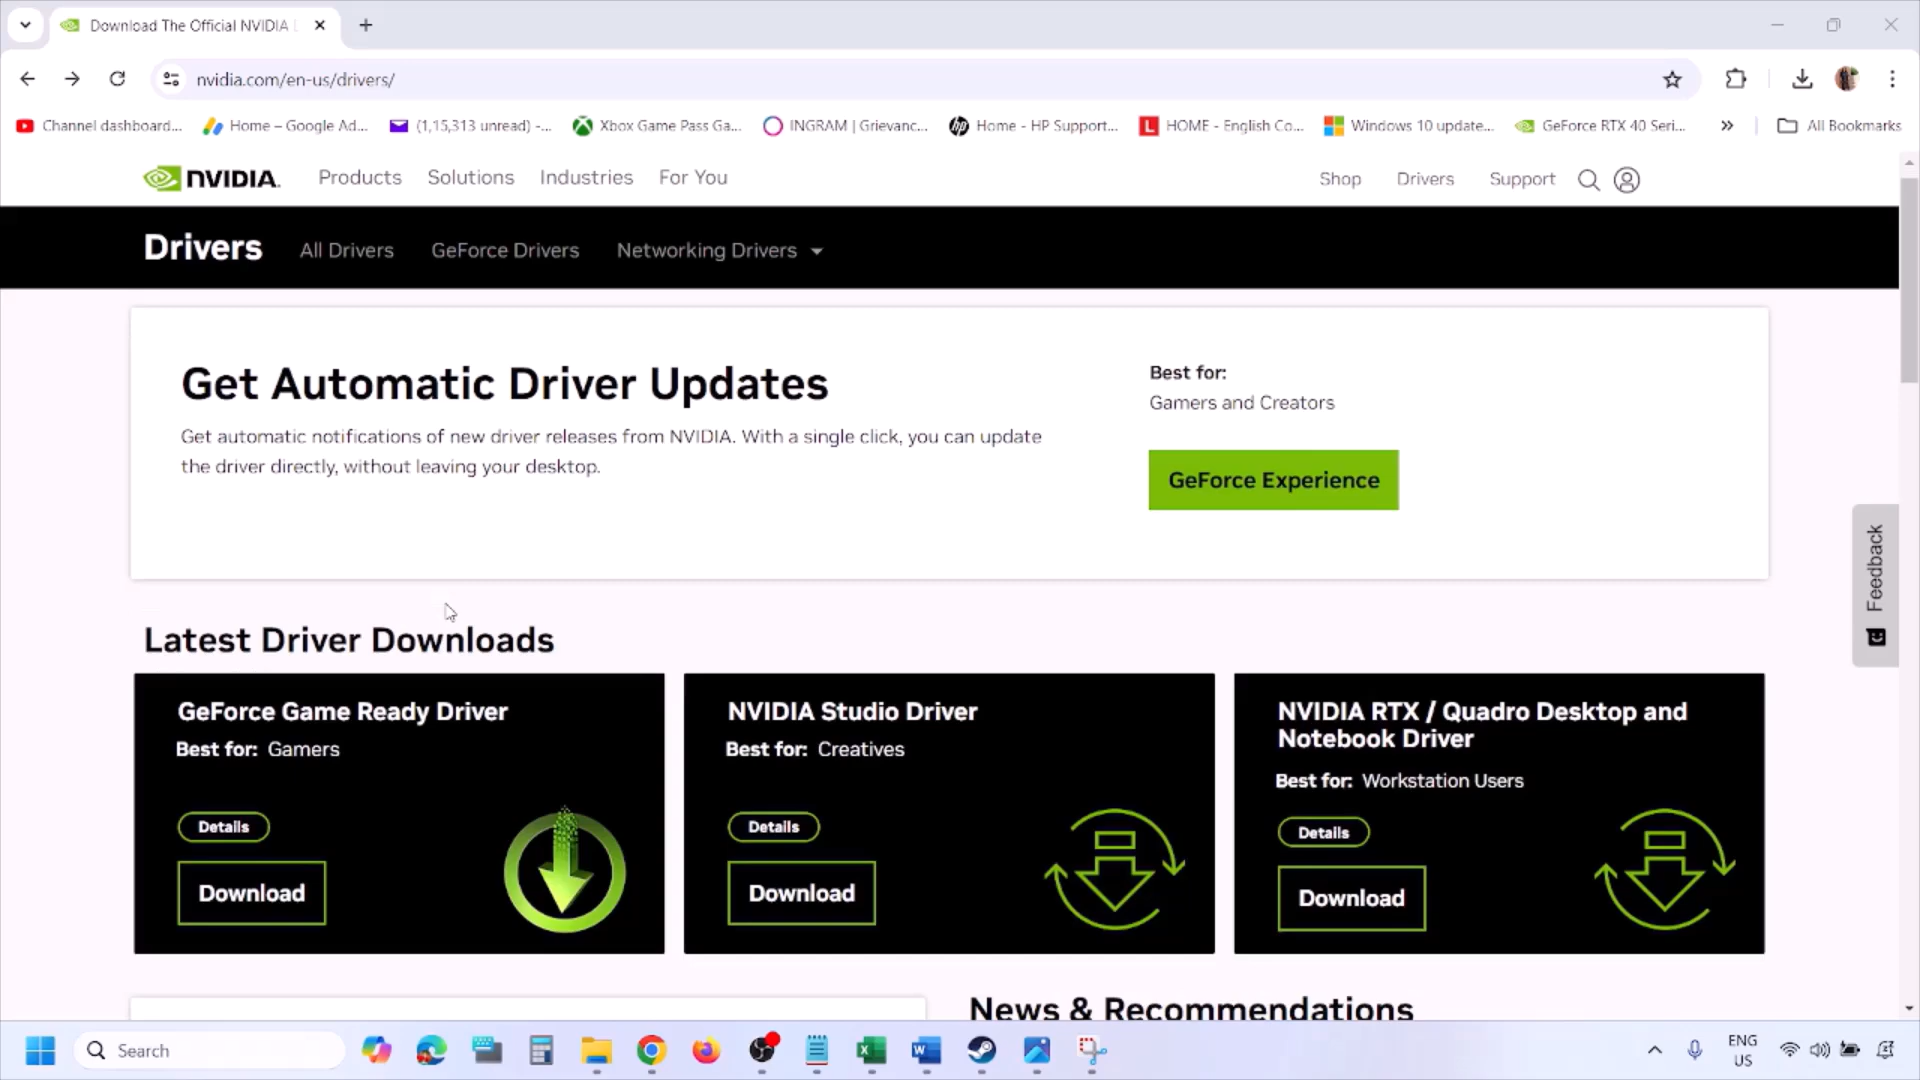 Download The Official NVIDIA
nvidia.com/en-us/drivers/
Channel dashboard... Home – Google Ad... (1,15,313 unread) -... Xbox Game Pass Ga... INGRAM | Grievanc... Home - HP Support... HOME - English Co... Windows 10 update... GeForce RTX 40 Seri... All Bookmarks
NVIDIA. Products Solutions Industries For You Shop Drivers Support
Drivers All Drivers GeForce Drivers Networking Drivers
Get Automatic Driver Updates
Get automatic notifications of new driver releases from NVIDIA. With a single click, you can update
the driver directly, without leaving your desktop.
Best for:
Gamers and Creators
GeForce Experience
Feedback
Latest Driver Downloads
GeForce Game Ready Driver
Best for: Gamers
Details
Download
NVIDIA Studio Driver
Best for: Creatives
Details
Download
NVIDIA RTX / Quadro Desktop and
Notebook Driver
Best for: Workstation Users
Details
Download
News & Recommendations
Search
ENG
US